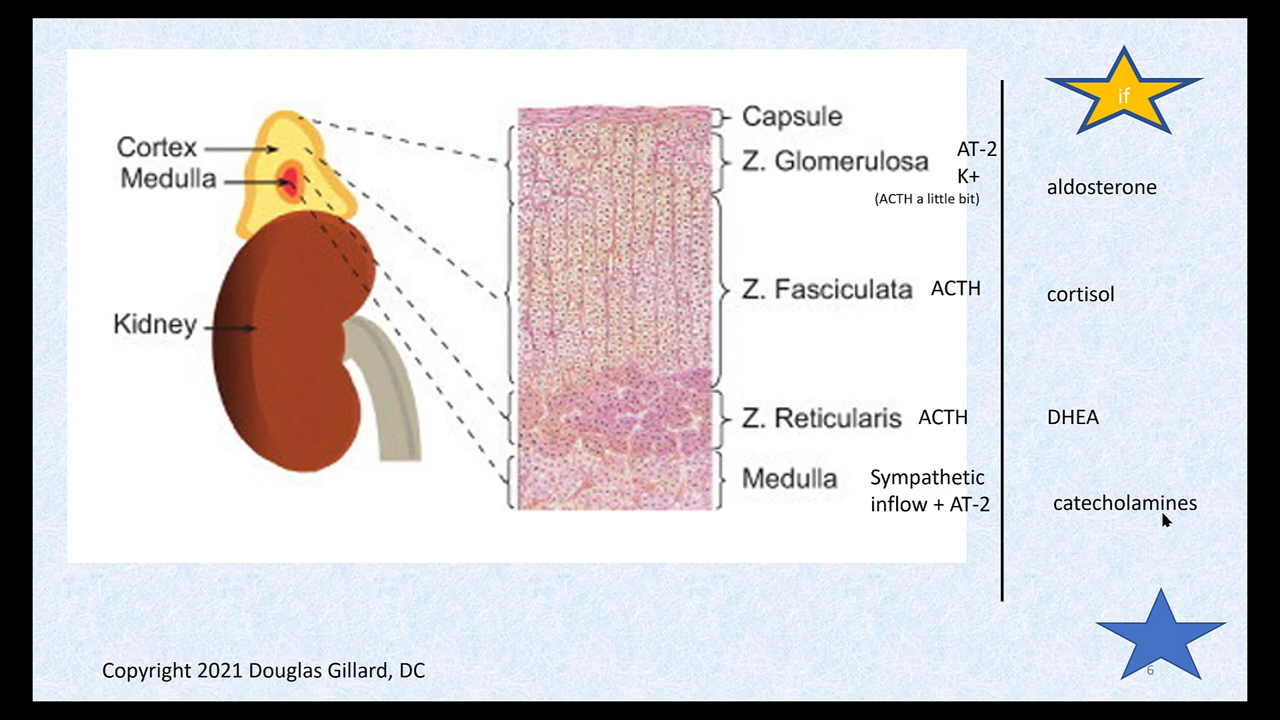 if
Cortex
Medulla
Kidney
Capsule
Z. Glomerulosa
AT-2
K+
(ACTH a little bit)
aldosterone
Z. Fasciculata
ACTH
cortisol
Z. Reticularis
ACTH
DHEA
Medulla
Sympathetic
inflow + AT-2
catecholamines
Copyright 2021 Douglas Gillard, DC
6